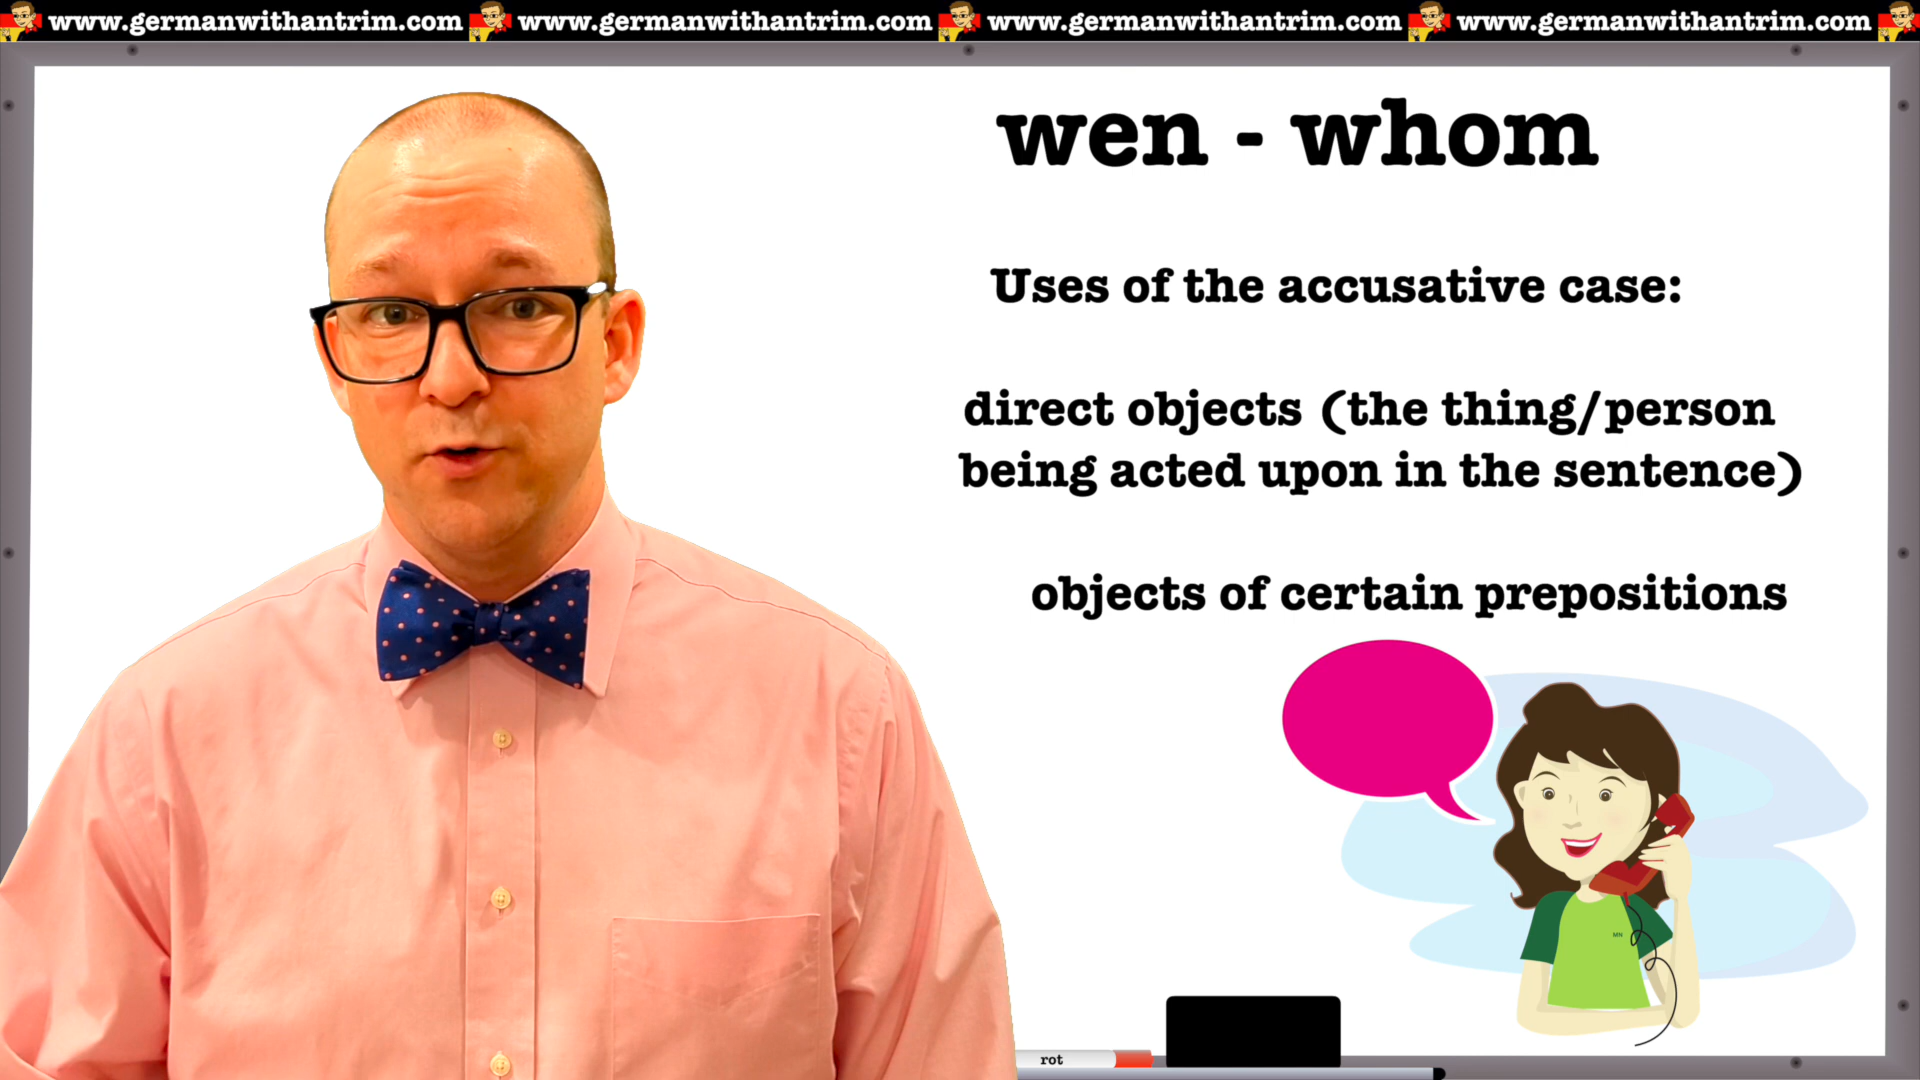 www.germanwithantrim.com www.germanwithantrim.com www.germanwithantrim.com www.germanwithantrim.com
wen - whom
Uses of the accusative case:
direct objects (the thing/person
being acted upon in the sentence)
objects of certain prepositions
MN
rot